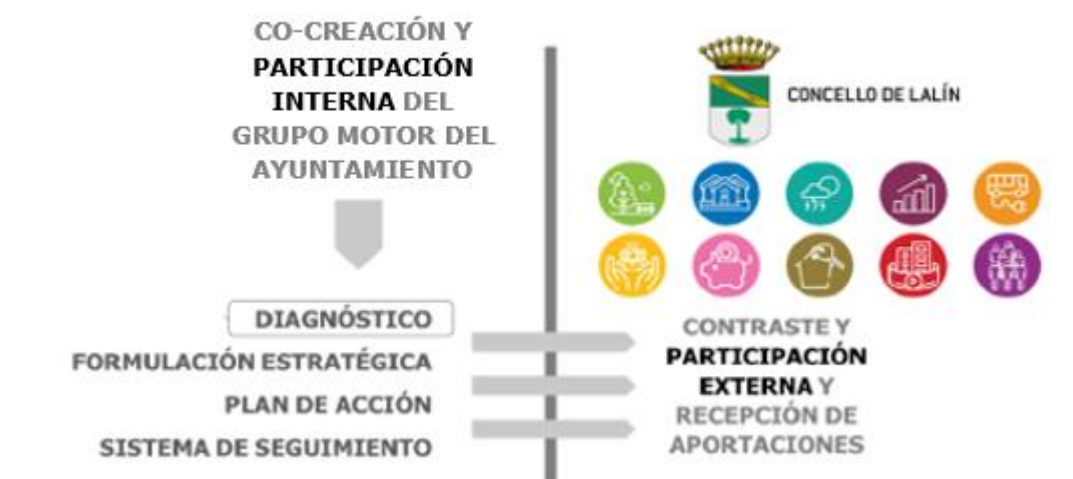 CO-CREACIÓN Y
PARTICIPACIÓN
INTERNA DEL
GRUPO MOTOR DEL
AYUNTAMIENTO
DIAGNÓSTICO
FORMULACIÓN ESTRATÉGICA
PLAN DE ACCIÓN
SISTEMA DE SEGUIMIENTO
CONCELLO DE LALÍN
CONTRASTE Y
PARTICIPACIÓN
EXTERNA Y
RECEPCIÓN DE
APORTACIONES